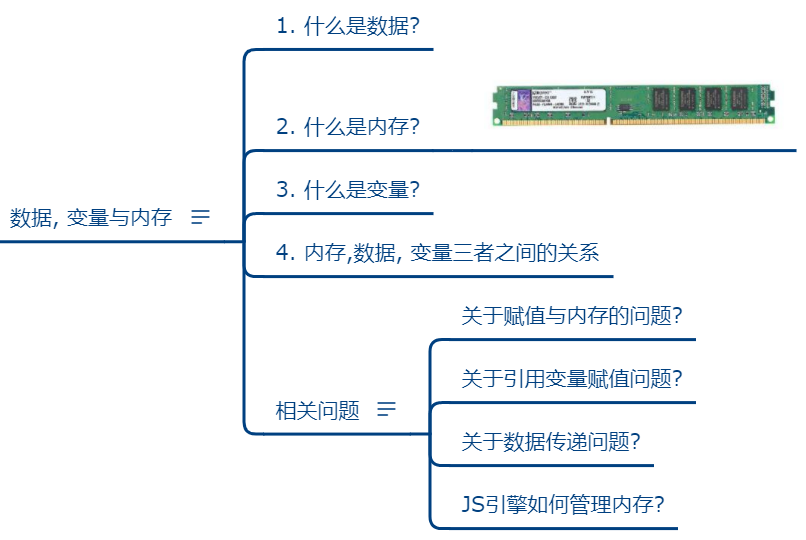 1. 什么是数据?
2. 什么是内存?
3. 什么是变量?
数据, 变量与内存
4. 内存,数据, 变量三者之间的关系
关于赋值与内存的问题?
关于引用变量赋值问题?
相关问题
关于数据传递问题?
JS引擎如何管理内存?